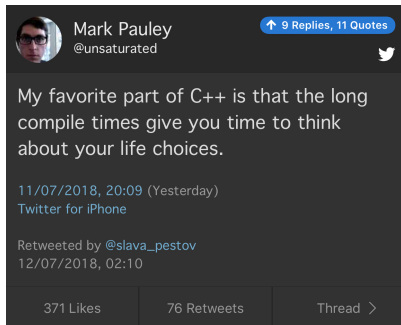 Mark Pauley
9 Replies, 11 Quotes
@unsaturated
My favorite part of C++ is that the long
compile times give you time to think
about your life choices.
11/07/2018, 20:09 (Yesterday)
Twitter for iPhone
Retweeted by @slava_pestov
12/07/2018, 02:10
371 Likes
76 Retweets
Thread